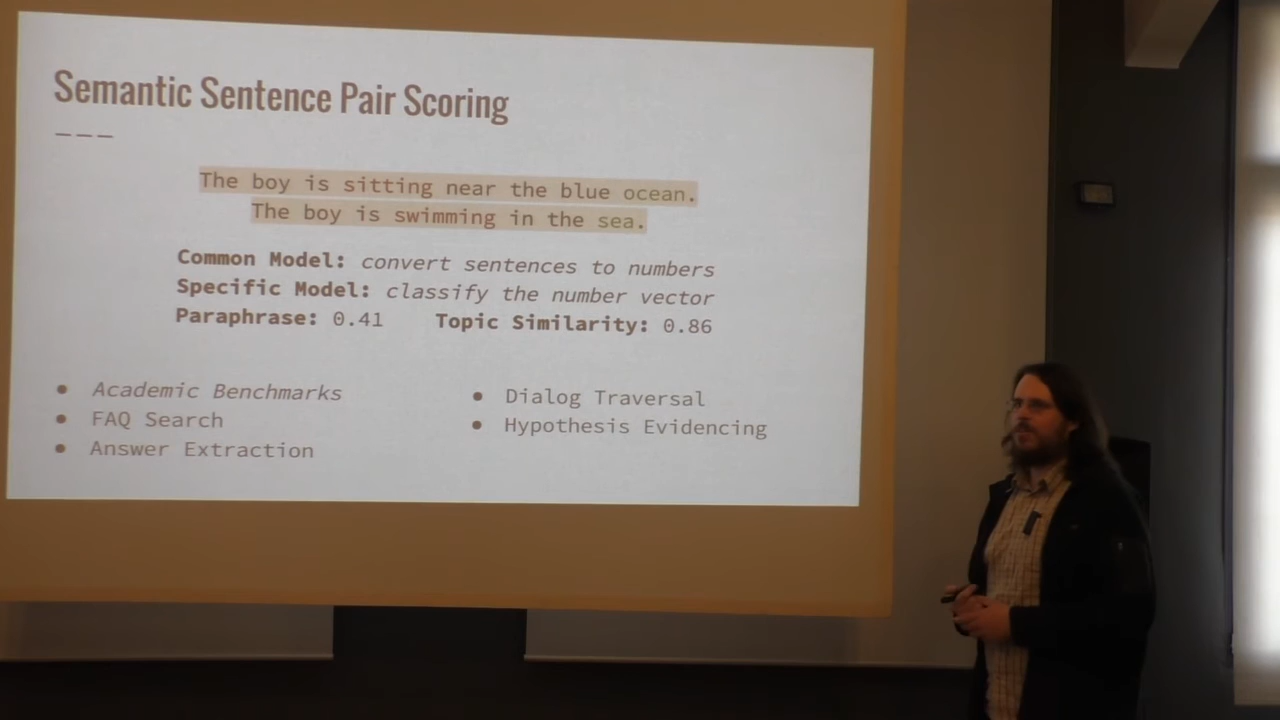 Semantic Sentence Pair Scoring
The boy is sitting near the blue ocean.
The boy is swimming in the sea.
Common Model: convert sentences to numbers
Specific Model: classify the number vector
Paraphrase: 0.41 Topic Similarity: 0.86
● Academic Benchmarks
● FAQ Search
● Answer Extraction
● Dialog Traversal
● Hypothesis Evidencing